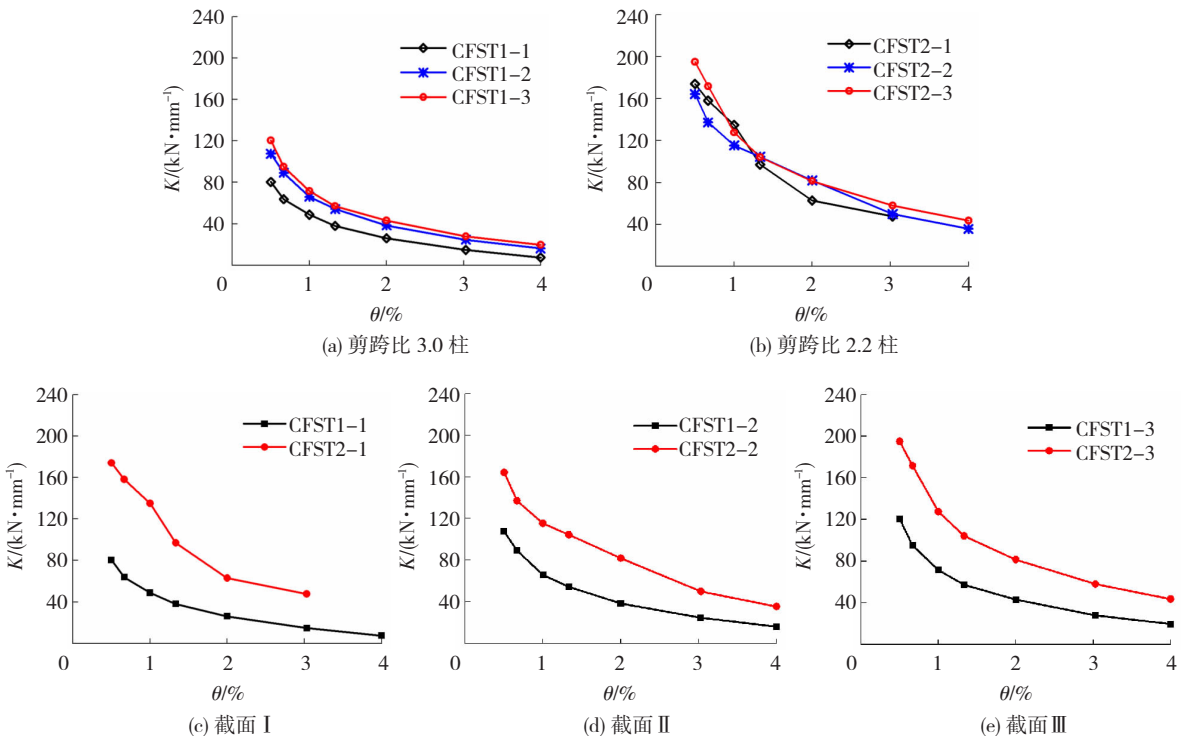 240
200
160
120
80
40
0
1
2
3
4
K/(kN·mm⁻¹)
θ/%
CFST1-1
CFST1-2
CFST1-3
(a) 剪跨比 3.0 柱
240
200
160
120
80
40
0
1
2
3
4
K/(kN·mm⁻¹)
θ/%
CFST2-1
CFST2-2
CFST2-3
(b) 剪跨比 2.2 柱
240
200
160
120
80
40
0
1
2
3
4
K/(kN·mm⁻¹)
θ/%
CFST1-1
CFST2-1
(c) 截面 Ⅰ
240
200
160
120
80
40
0
1
2
3
4
K/(kN·mm⁻¹)
θ/%
CFST1-2
CFST2-2
(d) 截面 Ⅱ
240
200
160
120
80
40
0
1
2
3
4
K/(kN·mm⁻¹)
θ/%
CFST1-3
CFST2-3
(e) 截面 Ⅲ